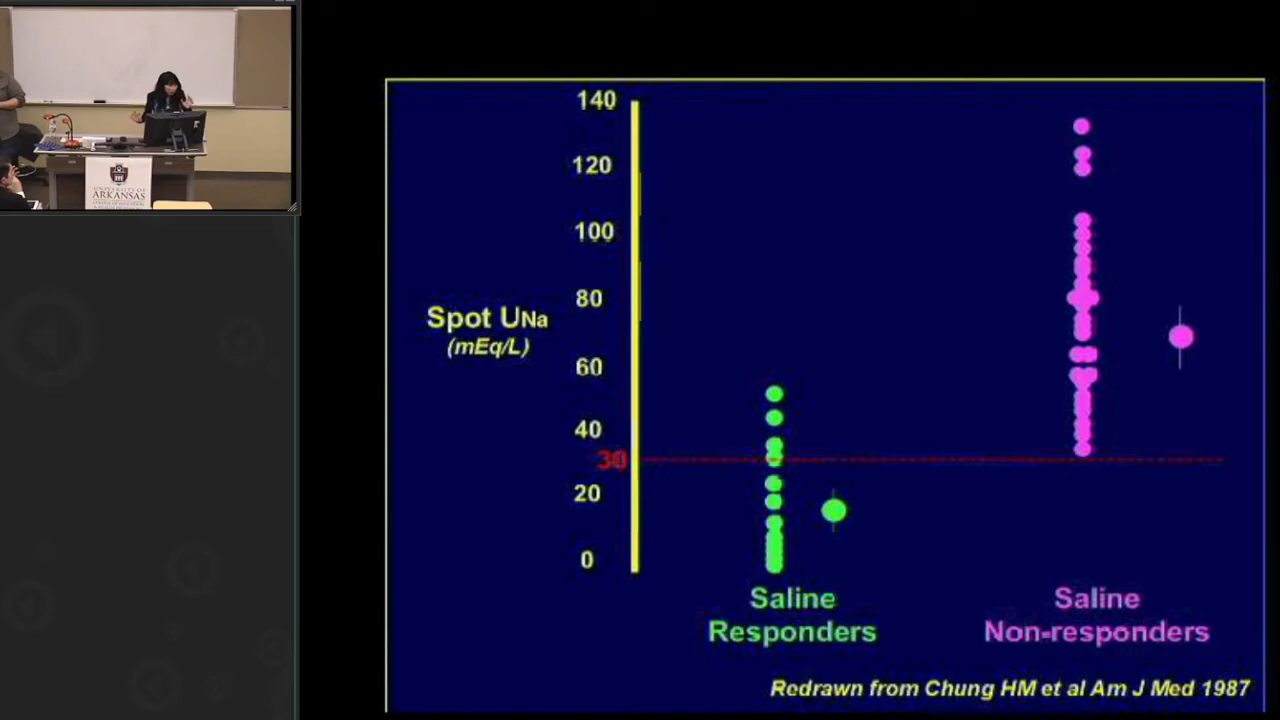 UNIVERSITY OF
ARKANSAS
140
120
100
80
60
40
30
20
0
Spot UNa
(mEq/L)
Saline
Responders
Saline
Non-responders
Redrawn from Chung HM et al Am J Med 1987